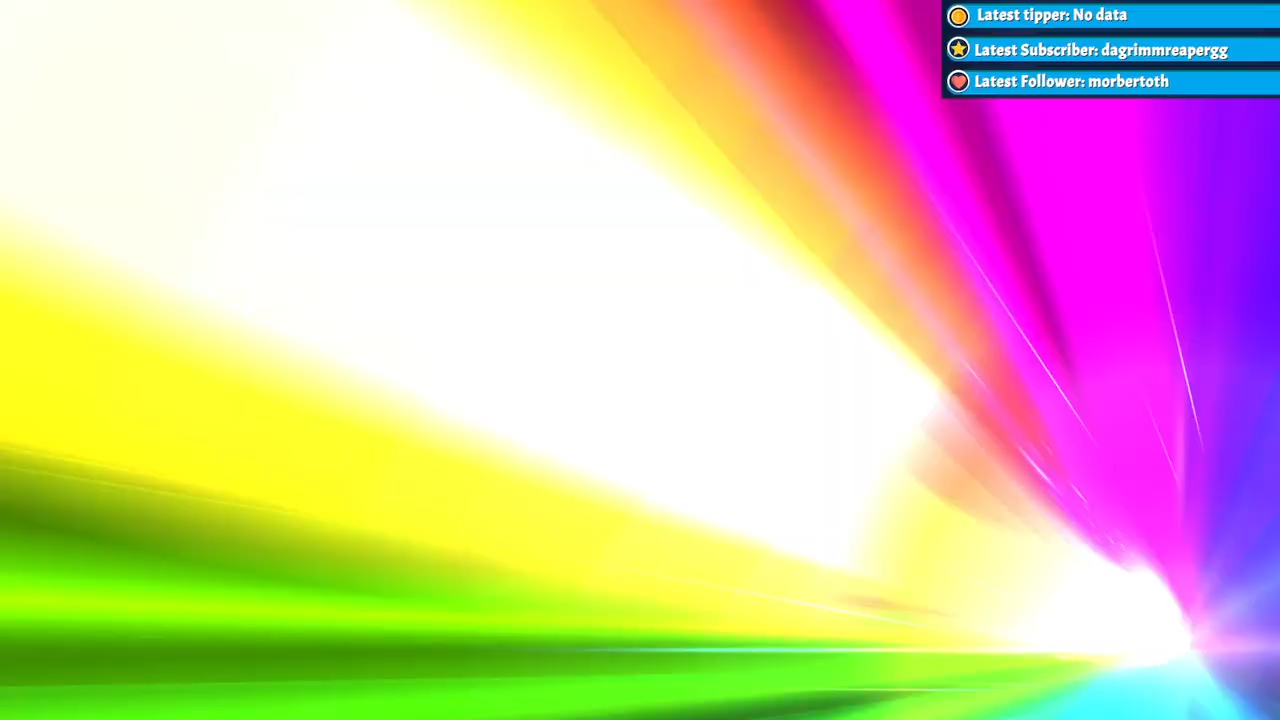 Latest tipper: No data
Latest Subscriber: dagrimmreapergg
Latest Follower: morbertoth